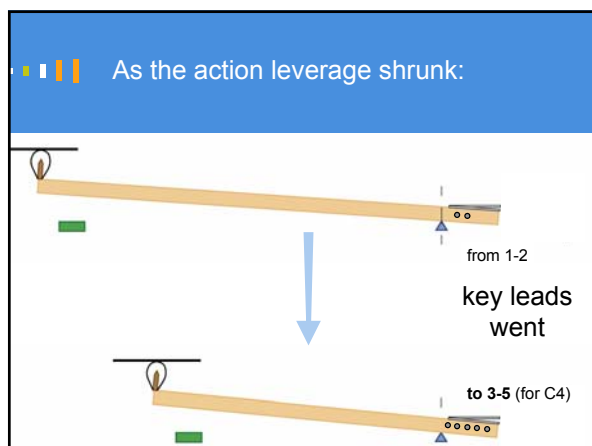 As the action leverage shrunk:
from 1-2
key leads
went
to 3-5 (for C4)